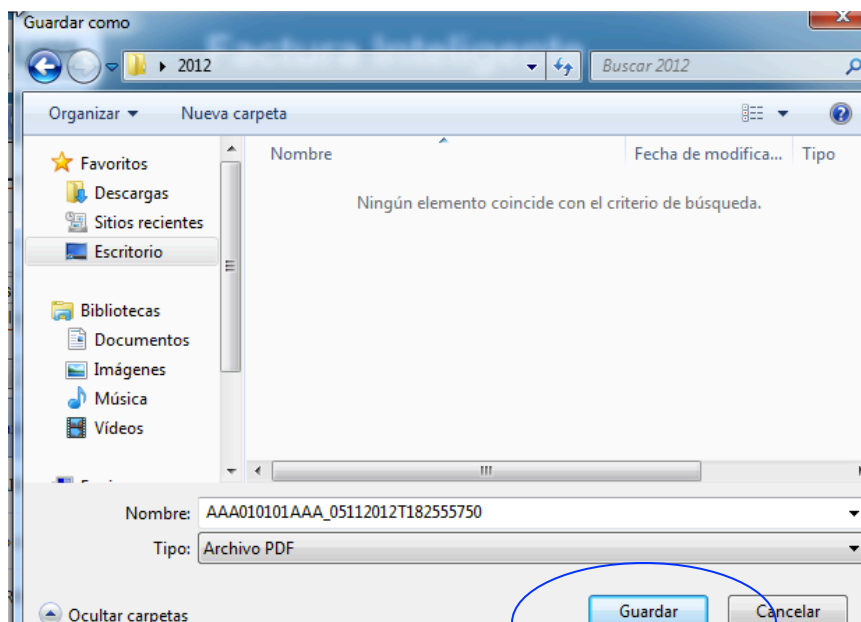 Guardar como
Factura Inteligente
2012
Buscar 2012
Organizar
Nueva carpeta
Favoritos
Descargas
Sitios recientes
Escritorio
Bibliotecas
Documentos
Imágenes
Música
Vídeos
Nombre
Fecha de modifica...
Tipo
Ningún elemento coincide con el criterio de búsqueda.
Nombre: AAA010101AAA_05112012T182555750
Tipo: Archivo PDF
Ocultar carpetas
Guardar
Cancelar